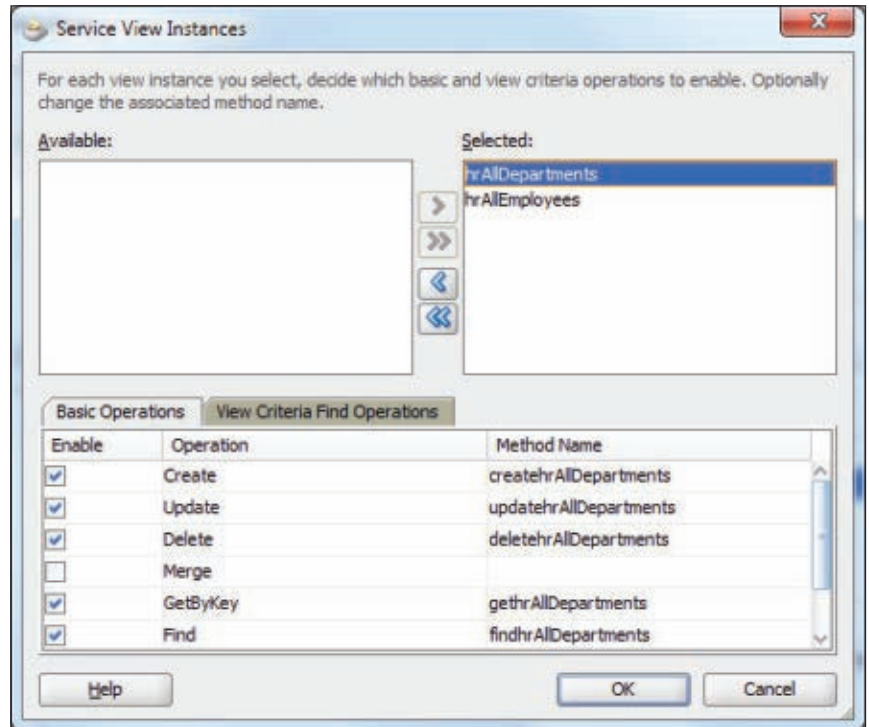 Service View Instances
For each view instance you select, decide which basic and view criteria operations to enable. Optionally
change the associated method name.
Available:
Selected:
hrAllDepartments
hrAllEmployees
Basic Operations
View Criteria Find Operations
Enable Operation Method Name
Create createhrAllDepartments
Update updatehrAllDepartments
Delete deletehrAllDepartments
Merge
GetByKey gethrAllDepartments
Find findhrAllDepartments
Help OK Cancel